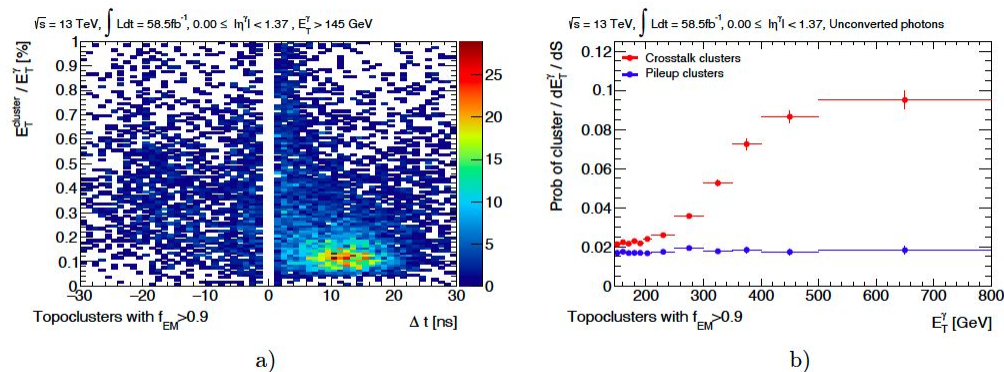 √s = 13 TeV, ∫ Ldt = 58.5fb⁻¹, 0.00 ≤ |η^γ| < 1.37 , E_T^γ > 145 GeV
E_T^cluster / E_T^γ [%]
1
0.9
0.8
0.7
0.6
0.5
0.4
0.3
0.2
0.1
0
−30 −20 −10 0 10 20 30
25
20
15
10
5
0
Topoclusters with f_EM>0.9
Δ t [ns]
a)
√s = 13 TeV, ∫ Ldt = 58.5fb⁻¹, 0.00 ≤ |η^γ| < 1.37, Unconverted photons
Prob of cluster / dE_T^γ / dS
0.12
0.1
0.08
0.06
0.04
0.02
0
Crosstalk clusters
Pileup clusters
200 300 400 500 600 700 800
Topoclusters with f_EM>0.9
E_T^γ [GeV]
b)